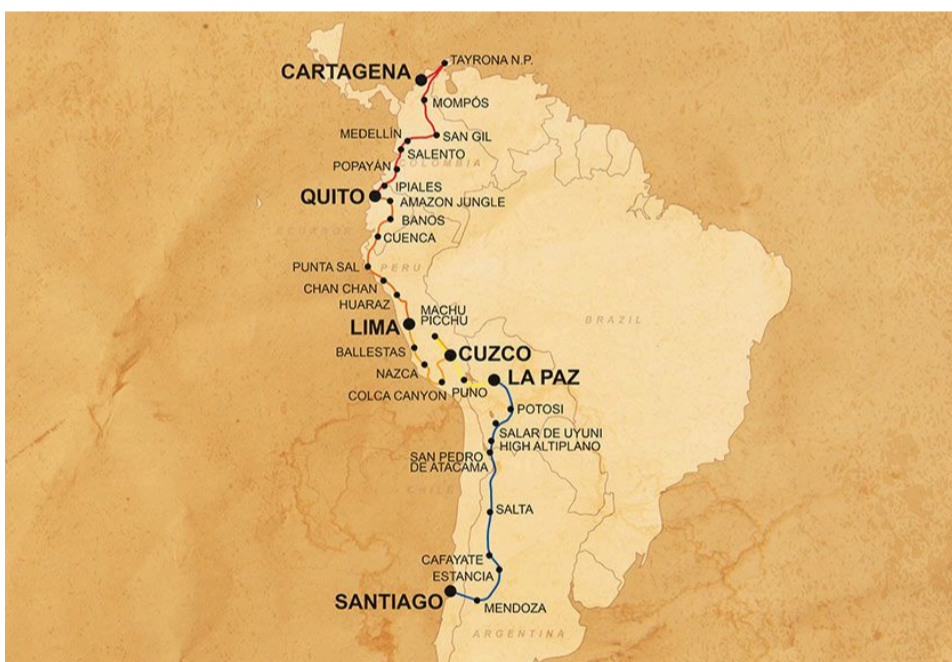 TAYRONA N.P.
CARTAGENA
MOMPÓS
MEDELLÍN
SAN GIL
SALENTO
COLOMBIA
POPAYÁN
IPIALES
QUITO
AMAZON JUNGLE
BANOS
ECUADOR
CUENCA
PUNTA SAL
PERU
CHAN CHAN
HUARAZ
MACHU
PICCHU
LIMA
BRAZIL
BALLESTAS
CUZCO
NAZCA
LA PAZ
COLCA CANYON
PUNO
POTOSI
SALAR DE UYUNI
HIGH ALTIPLANO
SAN PEDRO
DE ATACAMA
CHILE
SALTA
CAFAYATE
ESTANCIA
SANTIAGO
MENDOZA
ARGENTINA